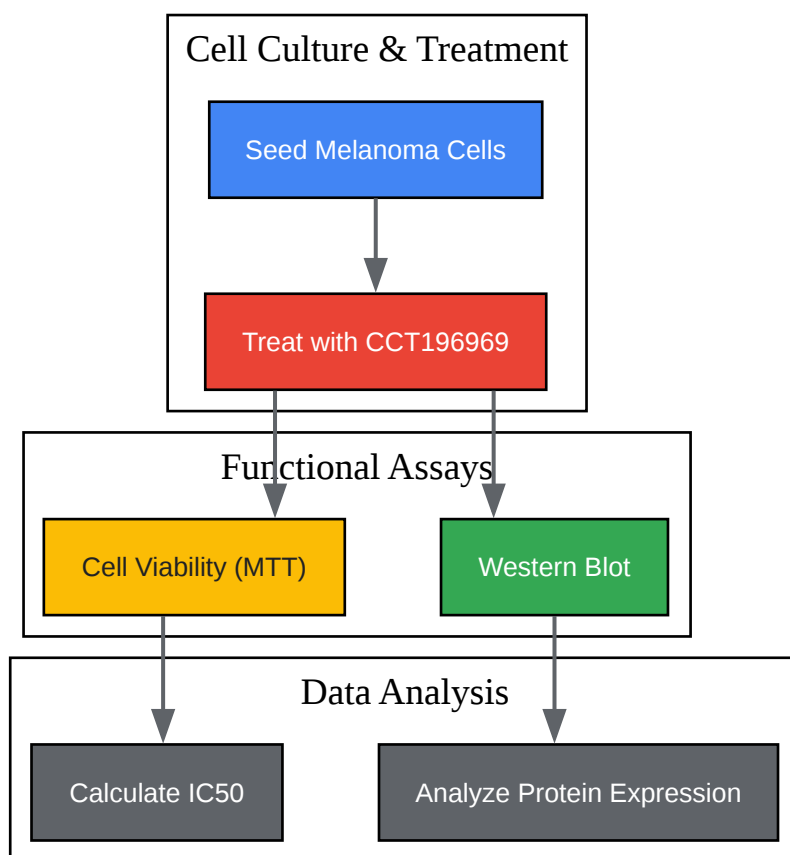 Cell Culture & Treatment
Seed Melanoma Cells
Treat with CCT196969
Functional Assays
Cell Viability (MTT)
Western Blot
Data Analysis
Calculate IC50
Analyze Protein Expression